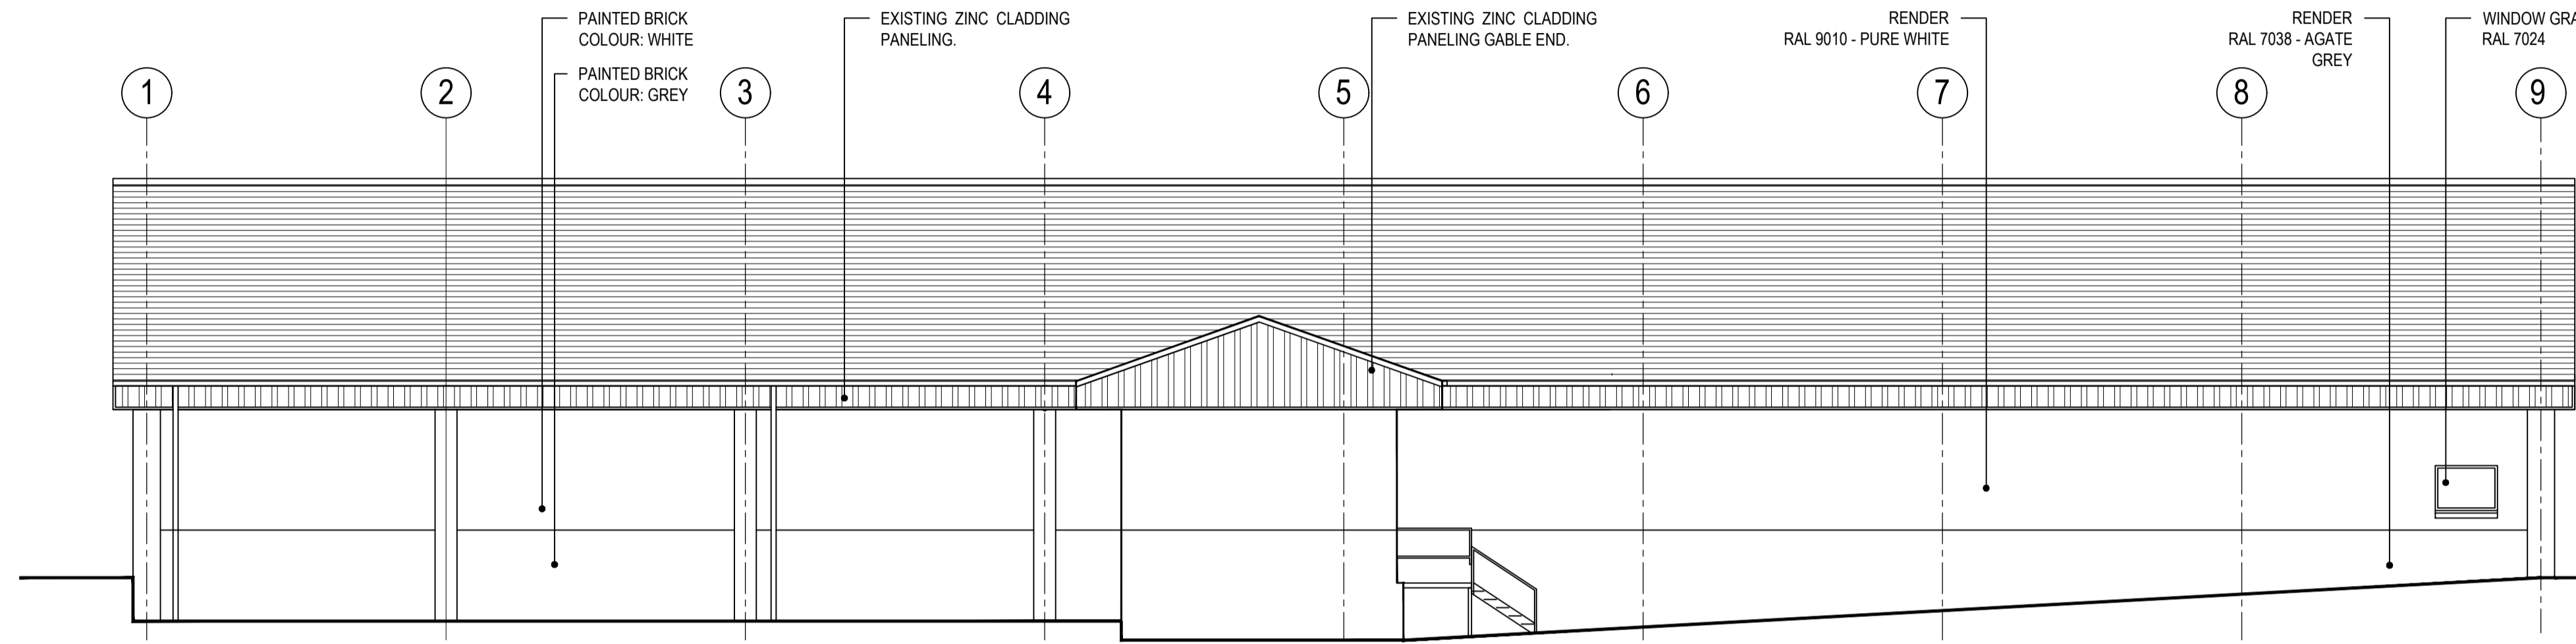 PAINTED BRICK
COLOUR: WHITE
PAINTED BRICK
COLOUR: GREY
EXISTING ZINC CLADDING
PANELING.
EXISTING ZINC CLADDING
PANELING GABLE END.
RENDER
RAL 9010 - PURE WHITE
RENDER
RAL 7038 - AGATE
GREY
WINDOW
RAL 7024
1
2
3
4
5
6
7
8
9